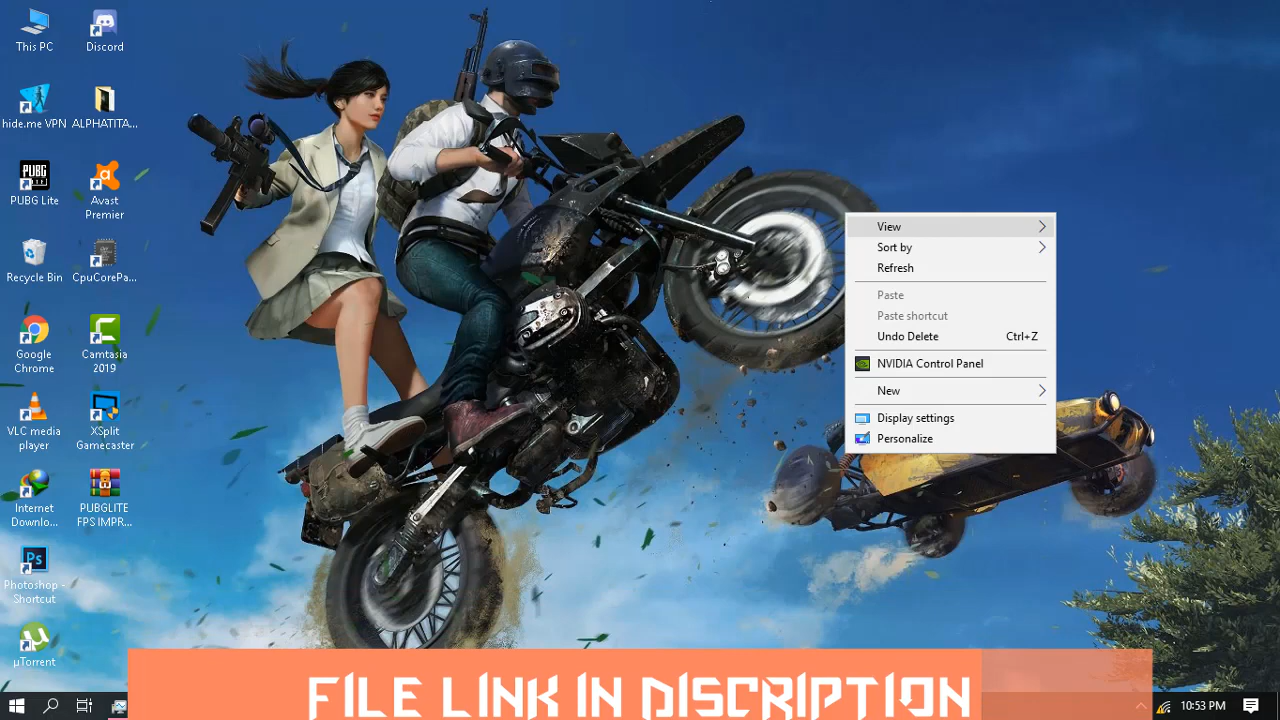 This PC
Discord
hide.me VPN
ALPHATITA...
PUBG
PUBG Lite
Avast
Premier
Recycle Bin
CpuCorePa...
Google
Chrome
Camtasia
2019
VLC media
player
XSplit
Gamecaster
Internet
Downlo...
PUBGLITE
FPS IMPR...
Ps
Photoshop -
Shortcut
µTorrent
View
Sort by
Refresh
Paste
Paste shortcut
Undo Delete Ctrl+Z
NVIDIA Control Panel
New
Display settings
Personalize
FILE LINK IN DISCRIPTION
10:53 PM